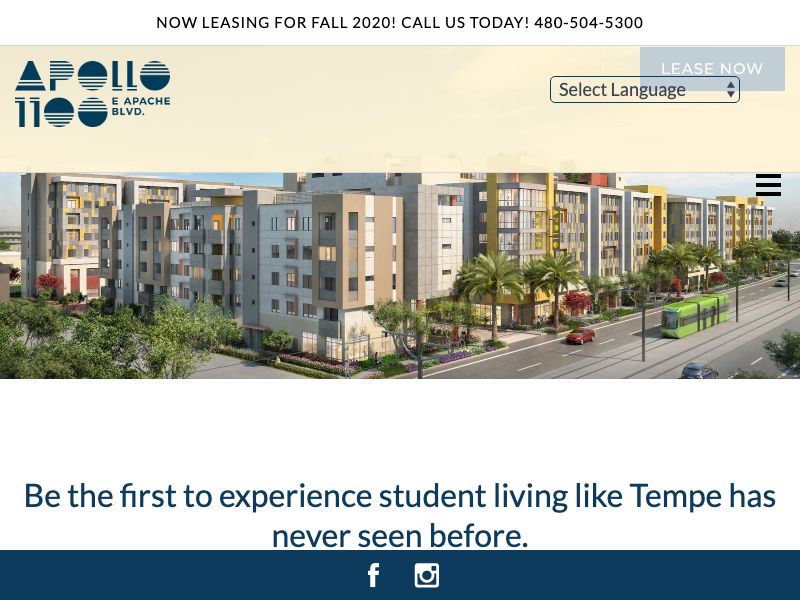 NOW LEASING FOR FALL 2020! CALL US TODAY! 480-504-5300
LEASE NOW
Select Language
APOLLO
1100 E APACHE
BLVD.
Be the first to experience student living like Tempe has
never seen before.